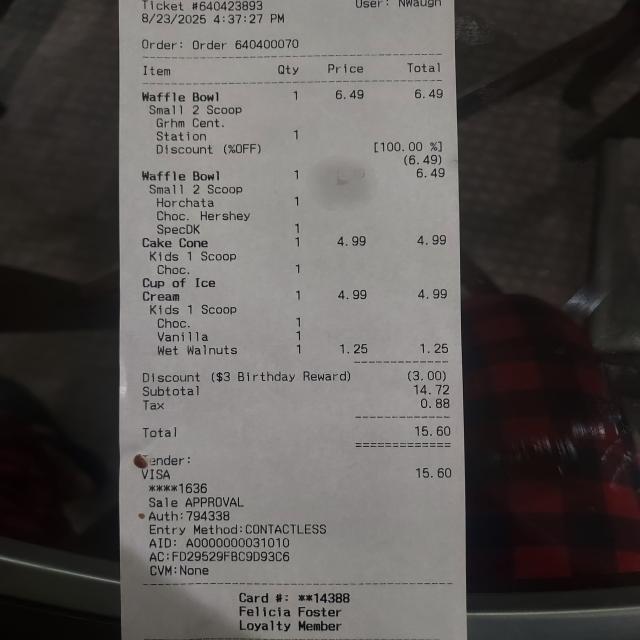 Ticket #640423893 User: NWaugh
8/23/2025 4:37:27 PM
Order: Order 640400070
Item Qty Price Total
Waffle Bowl 1 6.49 6.49
Small 2 Scoop
Grhm Cent.
Station 1
Discount (%OFF) [100.00 %]
(6.49)
Waffle Bowl 1 6.49
Small 2 Scoop
Horchata 1
Choc. Hershey
SpecDK 1
Cake Cone 1 4.99 4.99
Kids 1 Scoop
Choc. 1
Cup of Ice
Cream 1 4.99 4.99
Kids 1 Scoop
Choc. 1
Vanilla 1
Wet Walnuts 1 1.25 1.25
Discount ($3 Birthday Reward) (3.00)
Subtotal 14.72
Tax 0.88
Total 15.60
Tender:
VISA 15.60
****1636
Sale APPROVAL
Auth:794338
Entry Method:CONTACTLESS
AID: A0000000031010
AC:FD29529FBC9D93C6
CVM:None
Card #: **14388
Felicia Foster
Loyalty Member